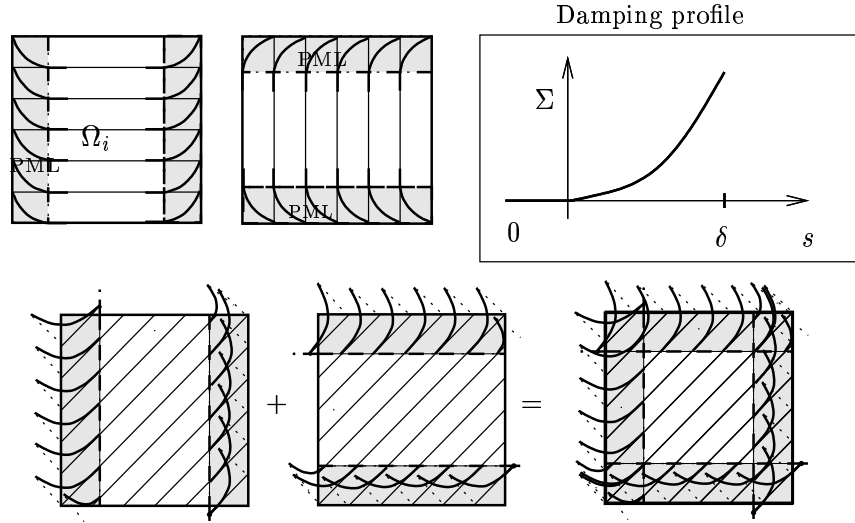 Damping profile
PML
Σ
Ω_i
PML
PML
0 δ s
+ =